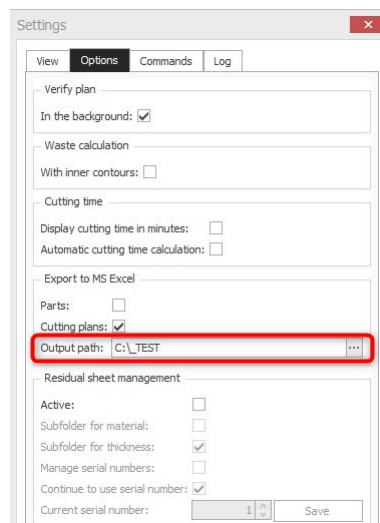 Settings
View Options Commands Log
Verify plan
In the background:
Waste calculation
With inner contours:
Cutting time
Display cutting time in minutes:
Automatic cutting time calculation:
Export to MS Excel
Parts:
Cutting plans:
Output path: C:\_TEST ...
Residual sheet management
Active:
Subfolder for material:
Subfolder for thickness:
Manage serial numbers:
Continue to use serial number:
Current serial number: 1 Save